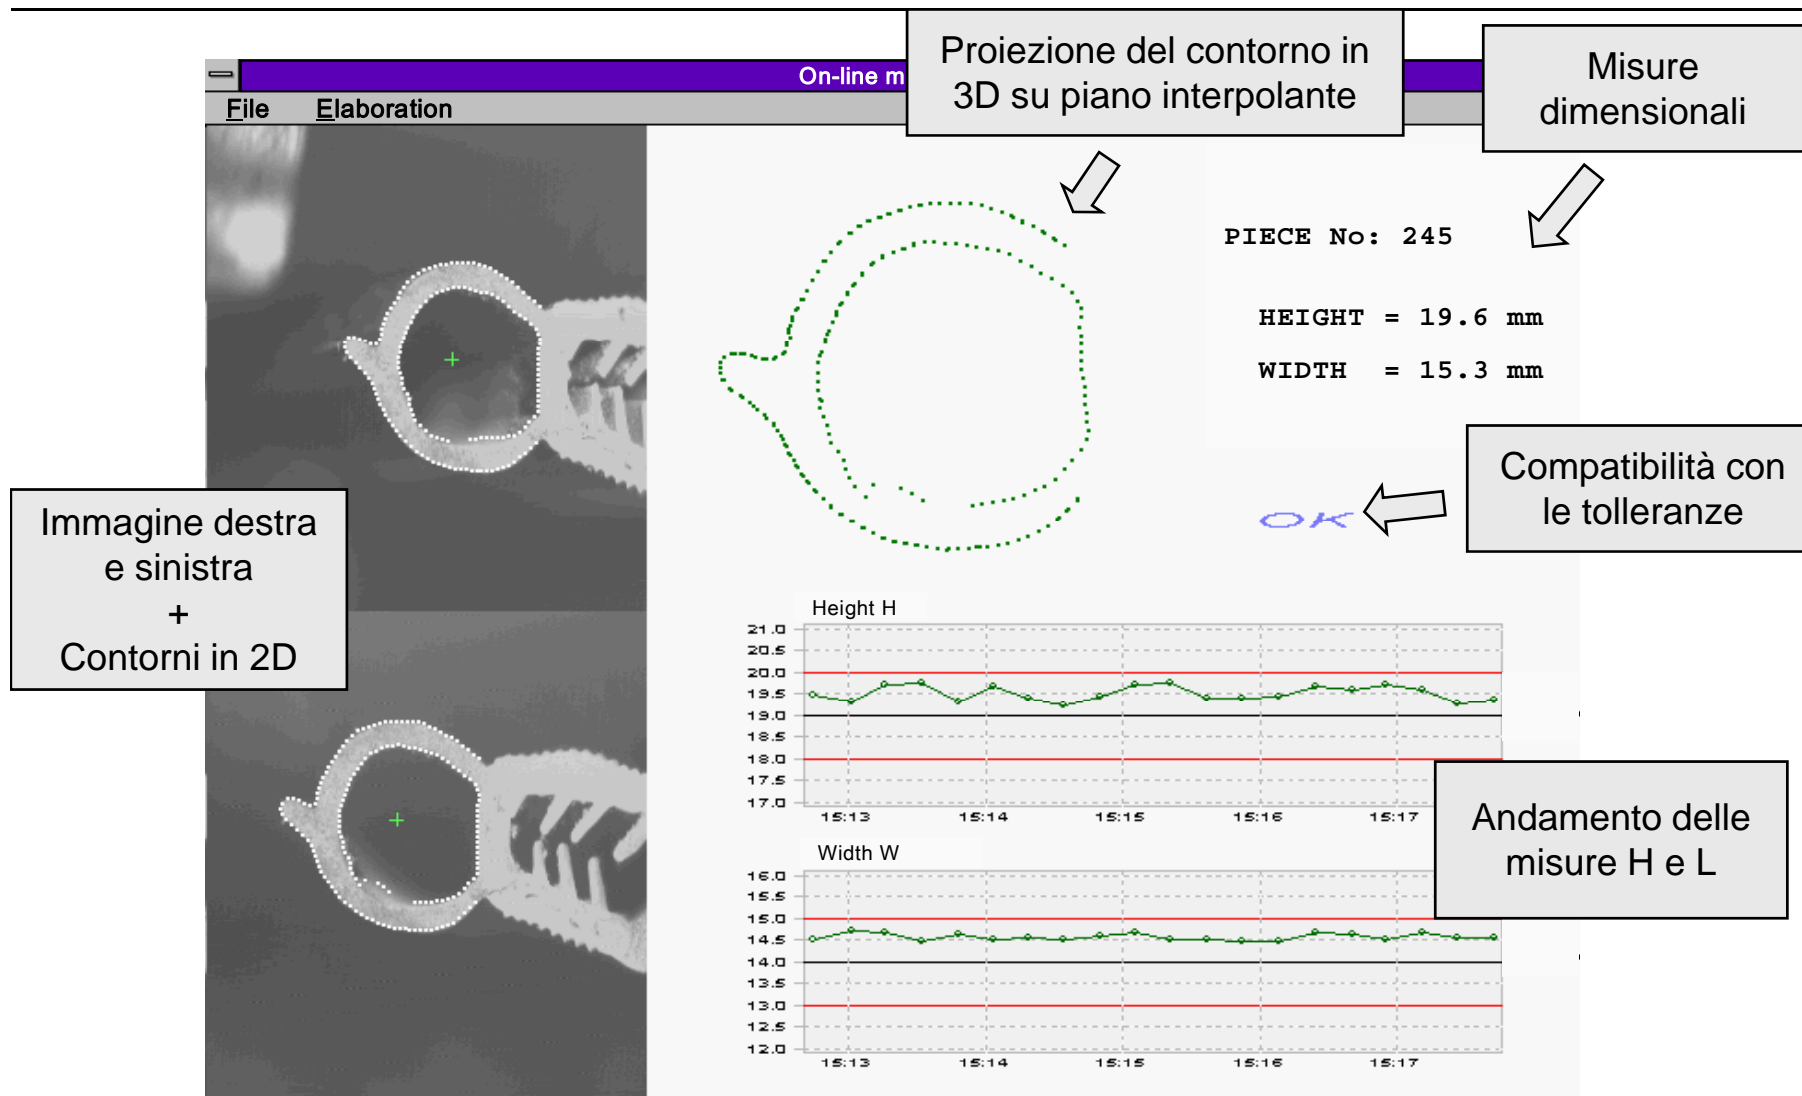 Proiezione del contorno in
3D su piano interpolante
Misure
dimensionali
On-line m
File
Elaboration
PIECE No: 245
HEIGHT = 19.6 mm
WIDTH = 15.3 mm
Compatibilità con
le tolleranze
OK
Immagine destra
e sinistra
+
Contorni in 2D
Height H
21.0
20.5
20.0
19.5
19.0
18.5
18.0
17.5
17.0
15:13
15:14
15:15
15:16
15:17
Andamento delle
misure H e L
Width W
16.0
15.5
15.0
14.5
14.0
13.5
13.0
12.5
12.0
15:13
15:14
15:15
15:16
15:17